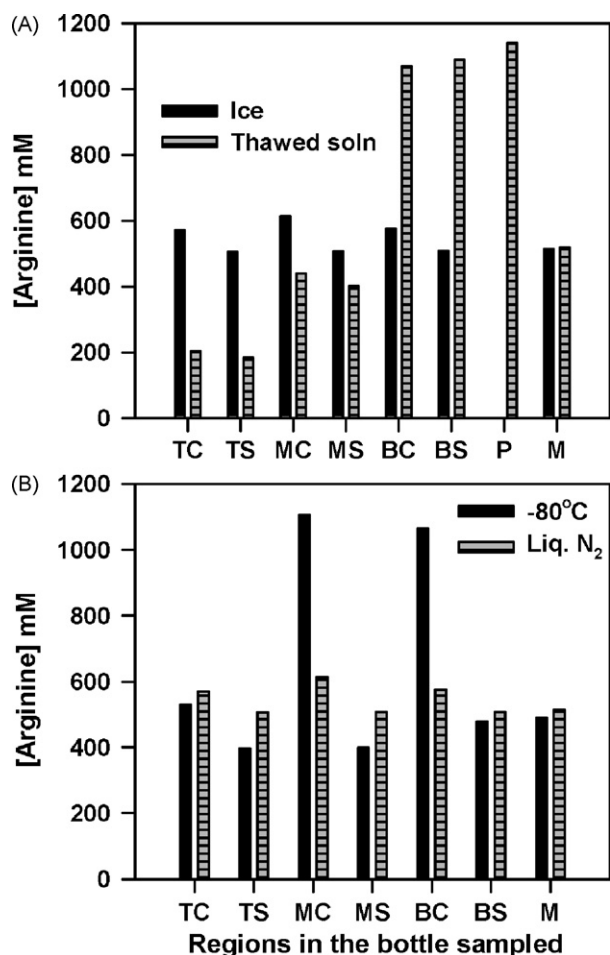 (A)
1200
1000
800
600
400
200
0
[Arginine] mM
Ice
Thawed soln
TC TS MC MS BC BS P M
(B)
1200
1000
800
600
400
200
0
[Arginine] mM
-80°C
Liq. N₂
TC TS MC MS BC BS M
Regions in the bottle sampled